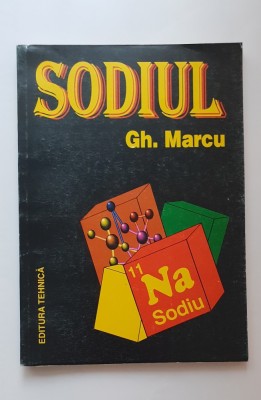 SODIUL
Gh. Marcu
11
Na
Sodiu
EDITURA TEHNICĂ